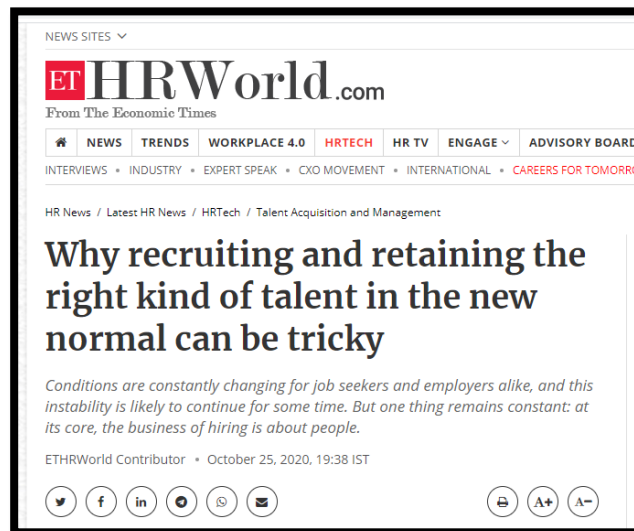 NEWS SITES
ET HRWorld.com
From The Economic Times
NEWS TRENDS WORKPLACE 4.0 HRTECH HR TV ENGAGE ADVISORY BOARD
INTERVIEWS • INDUSTRY • EXPERT SPEAK • CXO MOVEMENT • INTERNATIONAL • CAREERS FOR TOMORRO
HR News / Latest HR News / HRTech / Talent Acquisition and Management
Why recruiting and retaining the
right kind of talent in the new
normal can be tricky
Conditions are constantly changing for job seekers and employers alike, and this
instability is likely to continue for some time. But one thing remains constant: at
its core, the business of hiring is about people.
ETHRWorld Contributor • October 25, 2020, 19:38 IST
f in A+ A-